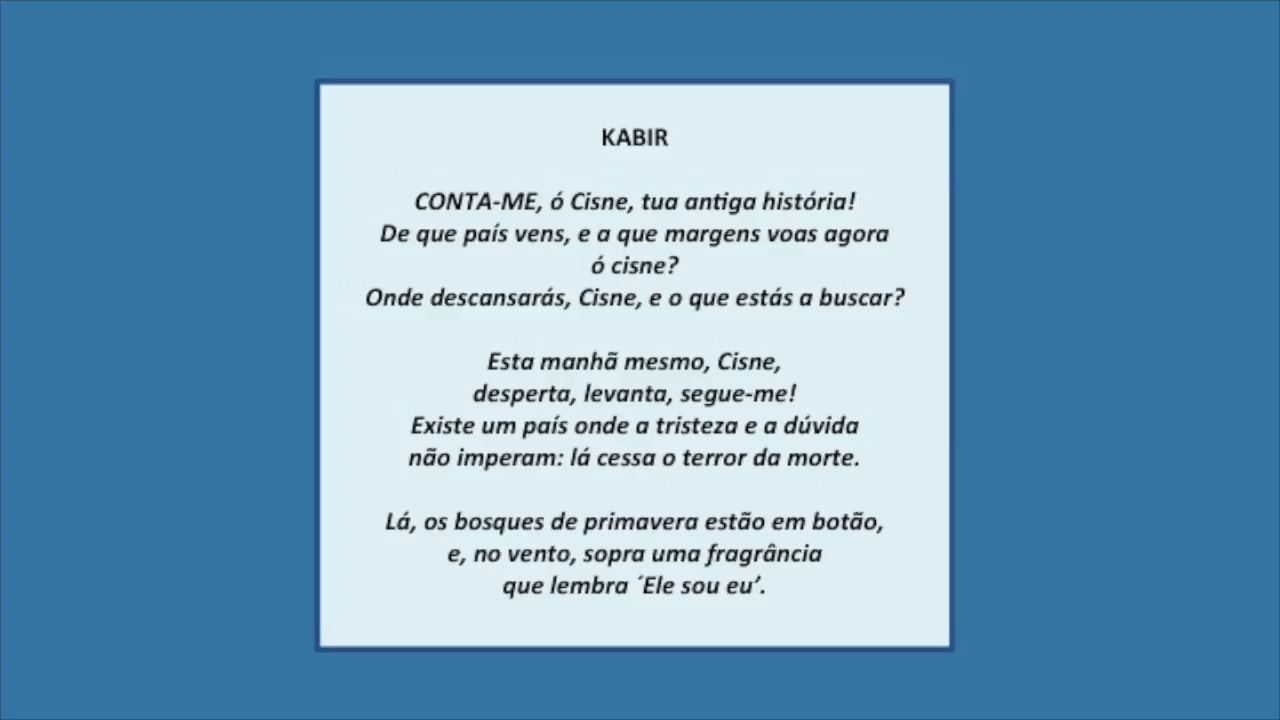 KABIR
CONTA-ME, ó Cisne, tua antiga história!
De que país vens, e a que margens voas agora
ó cisne?
Onde descansarás, Cisne, e o que estás a buscar?
Esta manhã mesmo, Cisne,
desperta, levanta, segue-me!
Existe um país onde a tristeza e a dúvida
não imperam: lá cessa o terror da morte.
Lá, os bosques de primavera estão em botão,
e, no vento, sopra uma fragrância
que lembra ´Ele sou eu’.